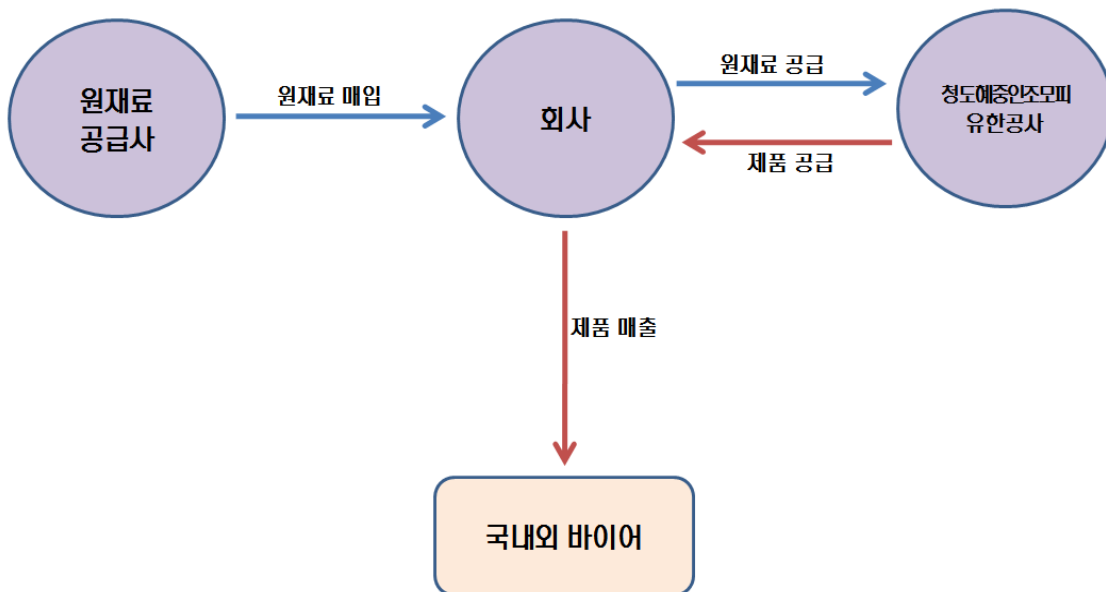 원재료
공급사
원재료 매입
회사
원재료 공급
제품 공급
청도혜중인조모피
유한공사
제품 매출
국내외 바이어